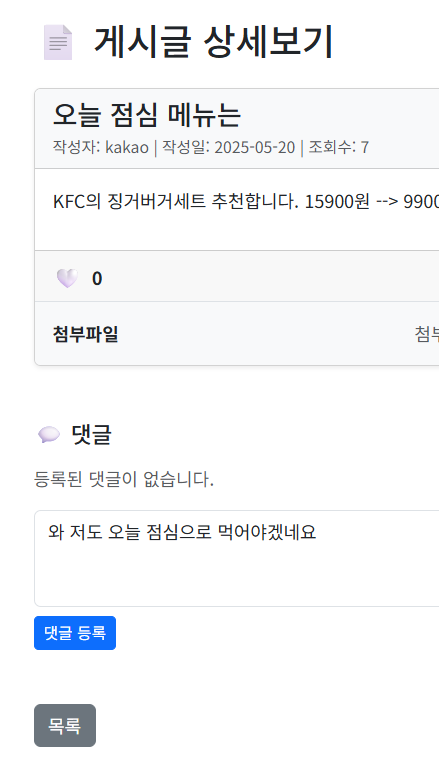 게시글 상세보기
오늘 점심 메뉴는
작성자: kakao | 작성일: 2025-05-20 | 조회수: 7
KFC의 징거버거세트 추천합니다. 15900원 --> 9900
0
첨부파일 첨부
댓글
등록된 댓글이 없습니다.
와 저도 오늘 점심으로 먹어야겠네요
댓글 등록
목록